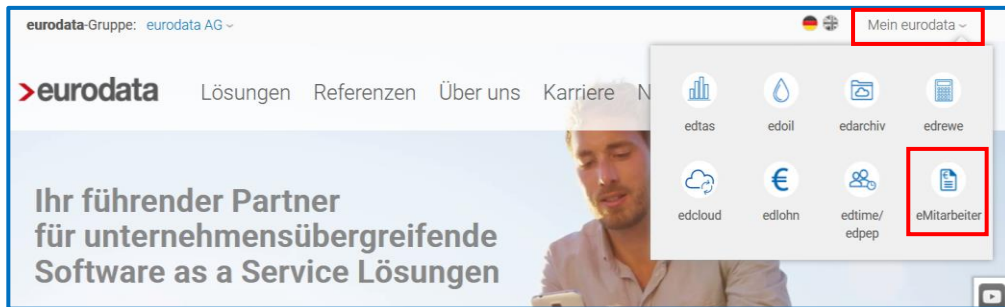 eurodata-Gruppe: eurodata AG
Mein eurodata
eurodata
Lösungen Referenzen Über uns Karriere N
edtas edoil edarchiv edrewe
edcloud edlohn edtime/ edpep eMitarbeiter
Ihr führender Partner
für unternehmensübergreifende
Software as a Service Lösungen